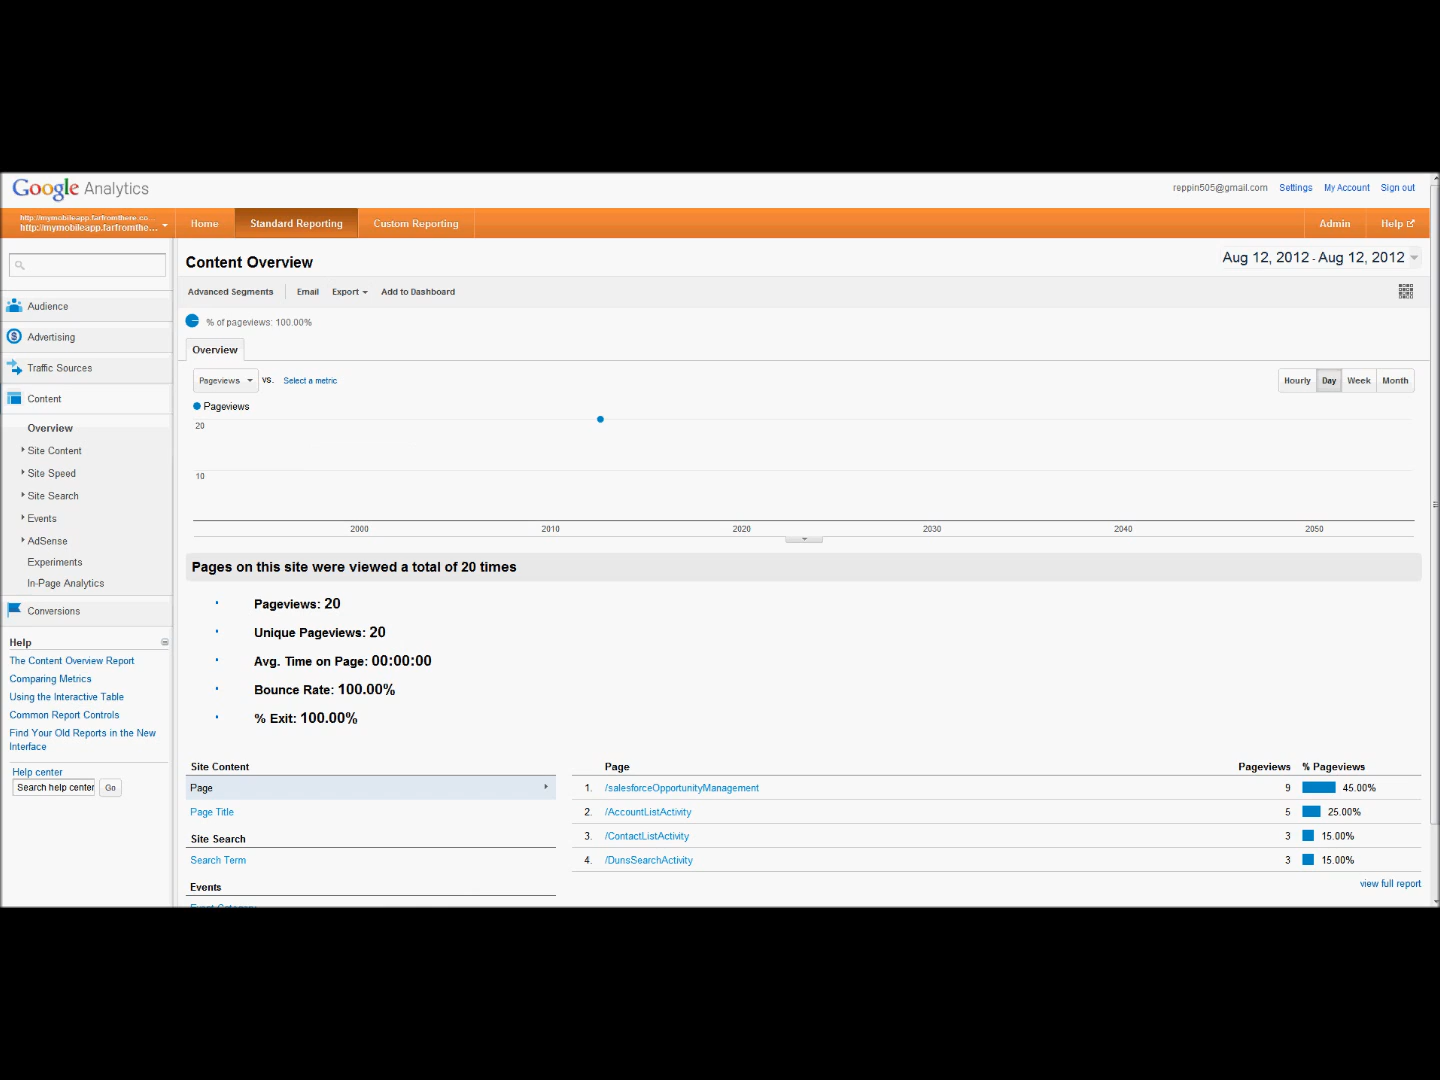 Google Analytics
reppin505@gmail.com Settings My Account Sign out
http://mymobileapp.farfromthere.co...
http://mymobileapp.farfromthe...
Home Standard Reporting Custom Reporting Admin Help
Content Overview
Aug 12, 2012 - Aug 12, 2012
Advanced Segments Email Export Add to Dashboard
% of pageviews: 100.00%
Overview
Pageviews VS. Select a metric
Hourly Day Week Month
Pageviews
20
10
2000 2010 2020 2030 2040 2050
Audience
Advertising
Traffic Sources
Content
Overview
Site Content
Site Speed
Site Search
Events
AdSense
Experiments
In-Page Analytics
Conversions
Help
The Content Overview Report
Comparing Metrics
Using the Interactive Table
Common Report Controls
Find Your Old Reports in the New
Interface
Help center
Search help center Go
Pages on this site were viewed a total of 20 times
Pageviews: 20
Unique Pageviews: 20
Avg. Time on Page: 00:00:00
Bounce Rate: 100.00%
% Exit: 100.00%
Site Content
Page
Page Title
Site Search
Search Term
Events
Page Pageviews % Pageviews
1. /salesforceOpportunityManagement 9 45.00%
2. /AccountListActivity 5 25.00%
3. /ContactListActivity 3 15.00%
4. /DunsSearchActivity 3 15.00%
view full report